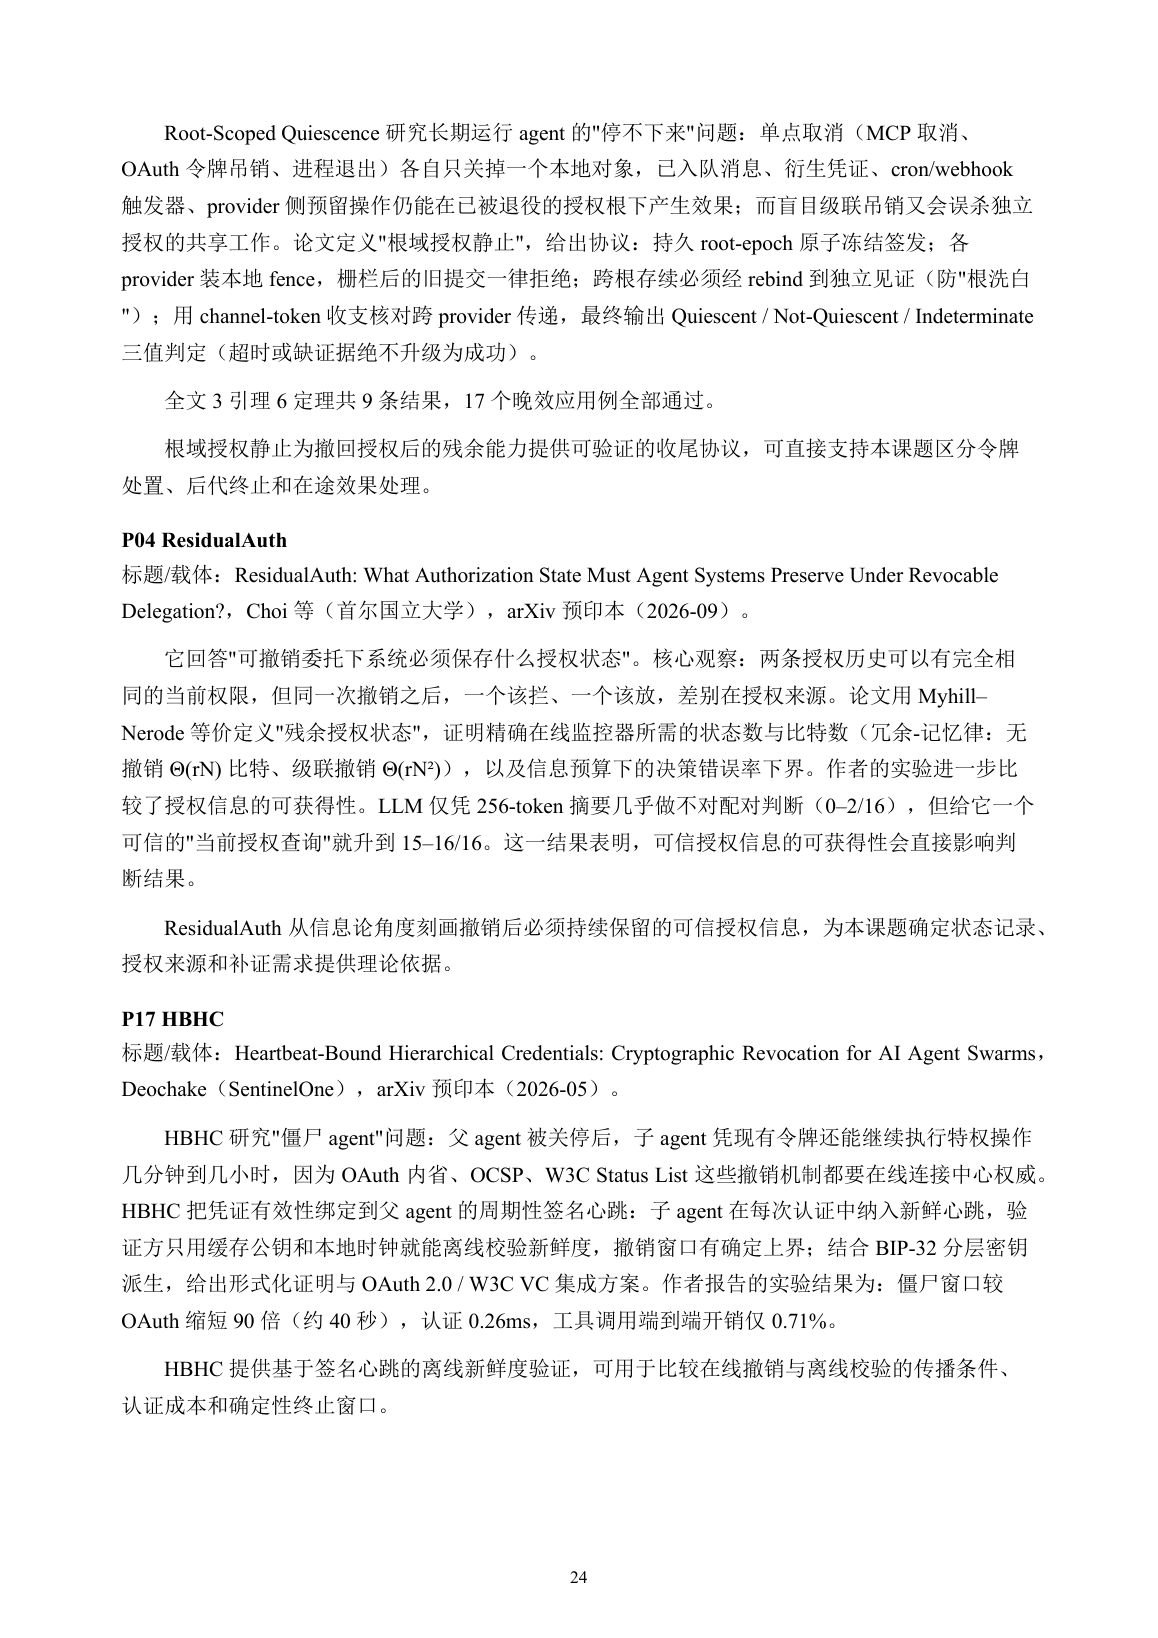 Root-Scoped Quiescence 研究长期运行 agent 的"停不下来"问题：单点取消（MCP 取消、
OAuth 令牌吊销、进程退出）各自只关掉一个本地对象，已入队消息、衍生凭证、cron/webhook
触发器、provider 侧预留操作仍能在已被退役的授权根下产生效果；而盲目级联吊销又会误杀独立
授权的共享工作。论文定义"根域授权静止"，给出协议：持久 root-epoch 原子冻结签发；各
provider 装本地 fence，栅栏后的旧提交一律拒绝；跨根存续必须经 rebind 到独立见证（防"根洗白
"）；用 channel-token 收支核对跨 provider 传递，最终输出 Quiescent / Not-Quiescent / Indeterminate
三值判定（超时或缺证据绝不升级为成功）。
全文 3 引理 6 定理共 9 条结果，17 个晚效应用例全部通过。
根域授权静止为撤回授权后的残余能力提供可验证的收尾协议，可直接支持本课题区分令牌
处置、后代终止和在途效果处理。
P04 ResidualAuth
标题/载体：ResidualAuth: What Authorization State Must Agent Systems Preserve Under Revocable
Delegation?，Choi 等（首尔国立大学），arXiv 预印本（2026-09）。
它回答"可撤销委托下系统必须保存什么授权状态"。核心观察：两条授权历史可以有完全相
同的当前权限，但同一次撤销之后，一个该拦、一个该放，差别在授权来源。论文用 Myhill–
Nerode 等价定义"残余授权状态"，证明精确在线监控器所需的状态数与比特数（冗余-记忆律：无
撤销 Θ(rN) 比特、级联撤销 Θ(rN²)），以及信息预算下的决策错误率下界。作者的实验进一步比
较了授权信息的可获得性。LLM 仅凭 256-token 摘要几乎做不对配对判断（0–2/16），但给它一个
可信的"当前授权查询"就升到 15–16/16。这一结果表明，可信授权信息的可获得性会直接影响判
断结果。
ResidualAuth 从信息论角度刻画撤销后必须持续保留的可信授权信息，为本课题确定状态记录、
授权来源和补证需求提供理论依据。
P17 HBHC
标题/载体：Heartbeat-Bound Hierarchical Credentials: Cryptographic Revocation for AI Agent Swarms，
Deochake（SentinelOne），arXiv 预印本（2026-05）。
HBHC 研究"僵尸 agent"问题：父 agent 被关停后，子 agent 凭现有令牌还能继续执行特权操作
几分钟到几小时，因为 OAuth 内省、OCSP、W3C Status List 这些撤销机制都要在线连接中心权威。
HBHC 把凭证有效性绑定到父 agent 的周期性签名心跳：子 agent 在每次认证中纳入新鲜心跳，验
证方只用缓存公钥和本地时钟就能离线校验新鲜度，撤销窗口有确定上界；结合 BIP-32 分层密钥
派生，给出形式化证明与 OAuth 2.0 / W3C VC 集成方案。作者报告的实验结果为：僵尸窗口较
OAuth 缩短 90 倍（约 40 秒），认证 0.26ms，工具调用端到端开销仅 0.71%。
HBHC 提供基于签名心跳的离线新鲜度验证，可用于比较在线撤销与离线校验的传播条件、
认证成本和确定性终止窗口。
24